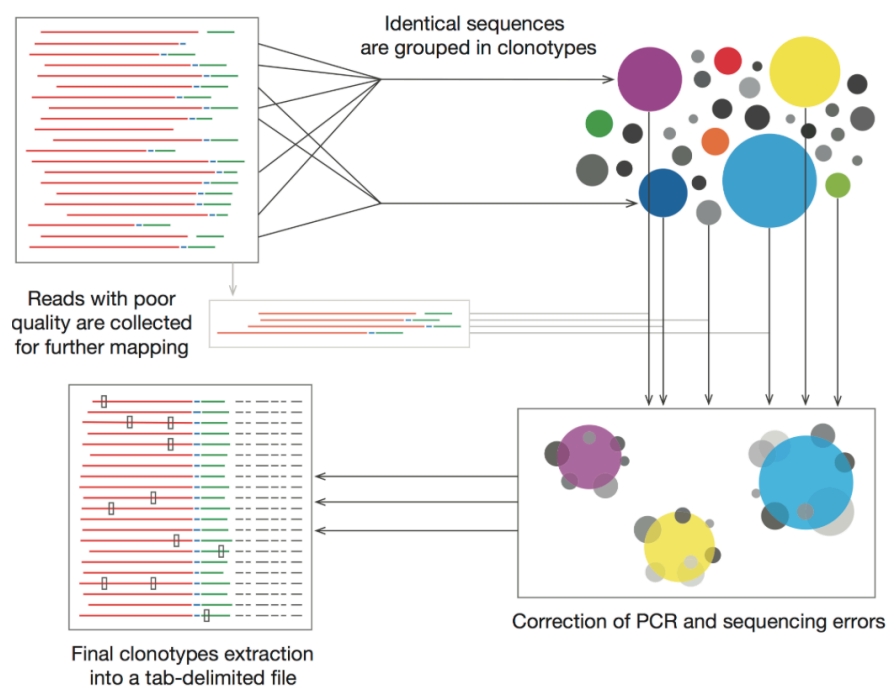 Identical sequences
are grouped in clonotypes
Reads with poor
quality are collected
for further mapping
Correction of PCR and sequencing errors
Final clonotypes extraction
into a tab-delimited file